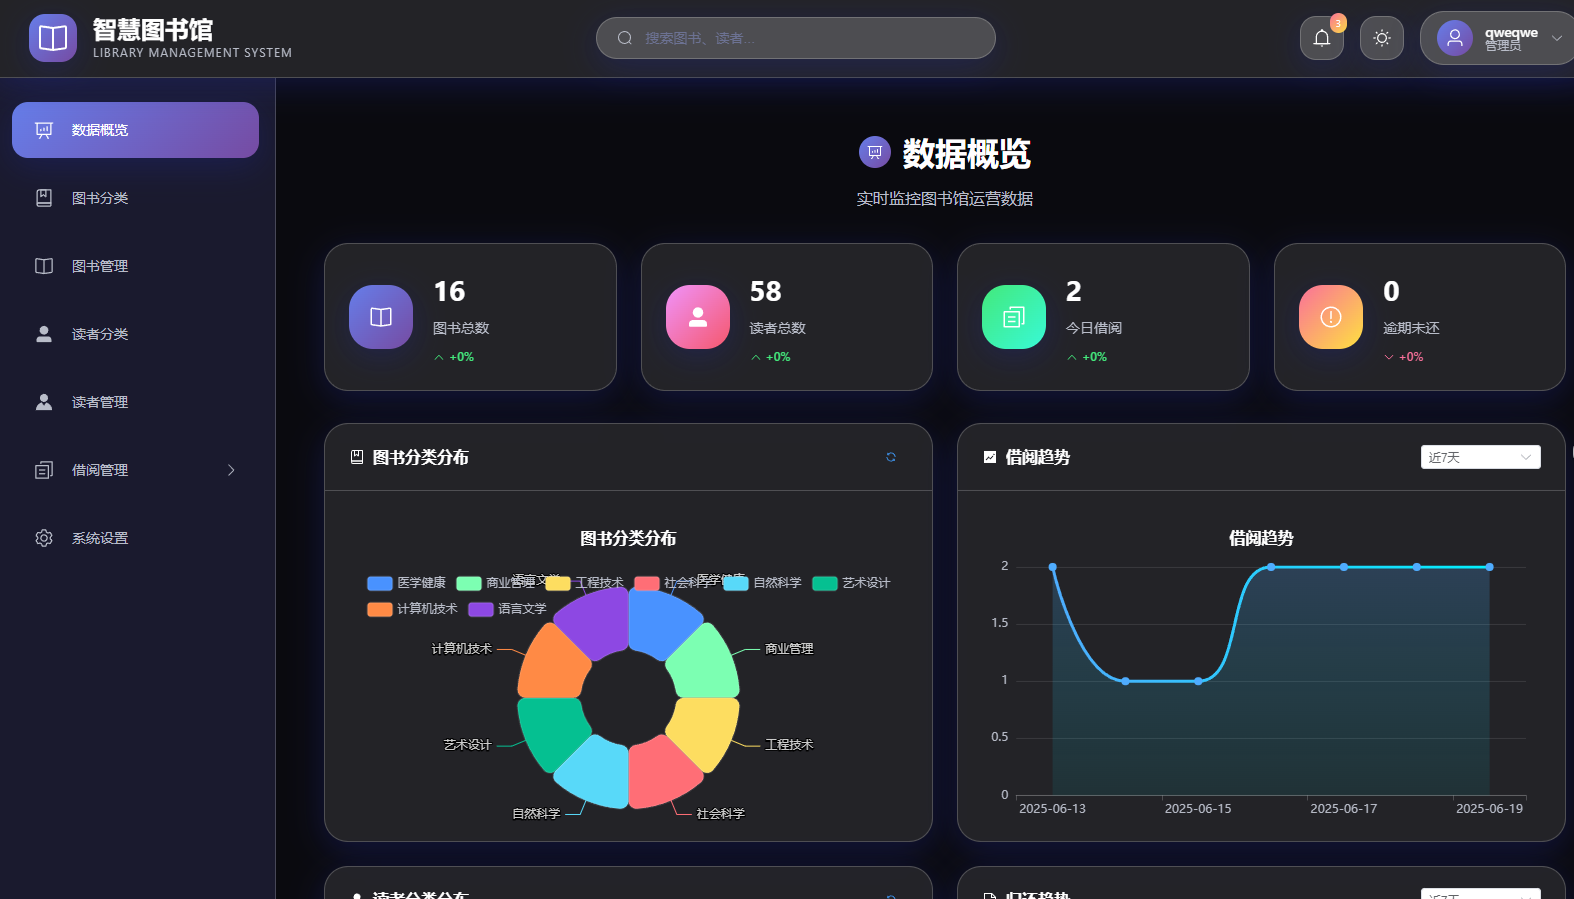 智慧图书馆
LIBRARY MANAGEMENT SYSTEM
搜索图书、读者...
3
qweqwe
管理员
数据概览
图书分类
图书管理
读者分类
读者管理
借阅管理
系统设置
数据概览
实时监控图书馆运营数据
16
图书总数
+0%
58
读者总数
+0%
2
今日借阅
+0%
0
逾期未还
+0%
图书分类分布
图书分类分布
医学健康 商业管理 工程技术 社会科学 自然科学 艺术设计
计算机技术 语言文学
语言文学 医学健康
计算机技术 商业管理
艺术设计 工程技术
自然科学 社会科学
借阅趋势
近7天
借阅趋势
2
1.5
1
0.5
0
2025-06-13 2025-06-15 2025-06-17 2025-06-19
读者分类分布
归还趋势
近7天